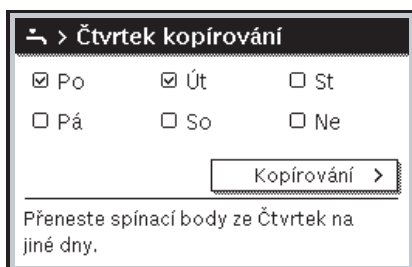 > Čtvrtek kopírování
Po Út St
Pá So Ne
Kopírování >
Přeneste spínací body ze Čtvrtek na
jiné dny.